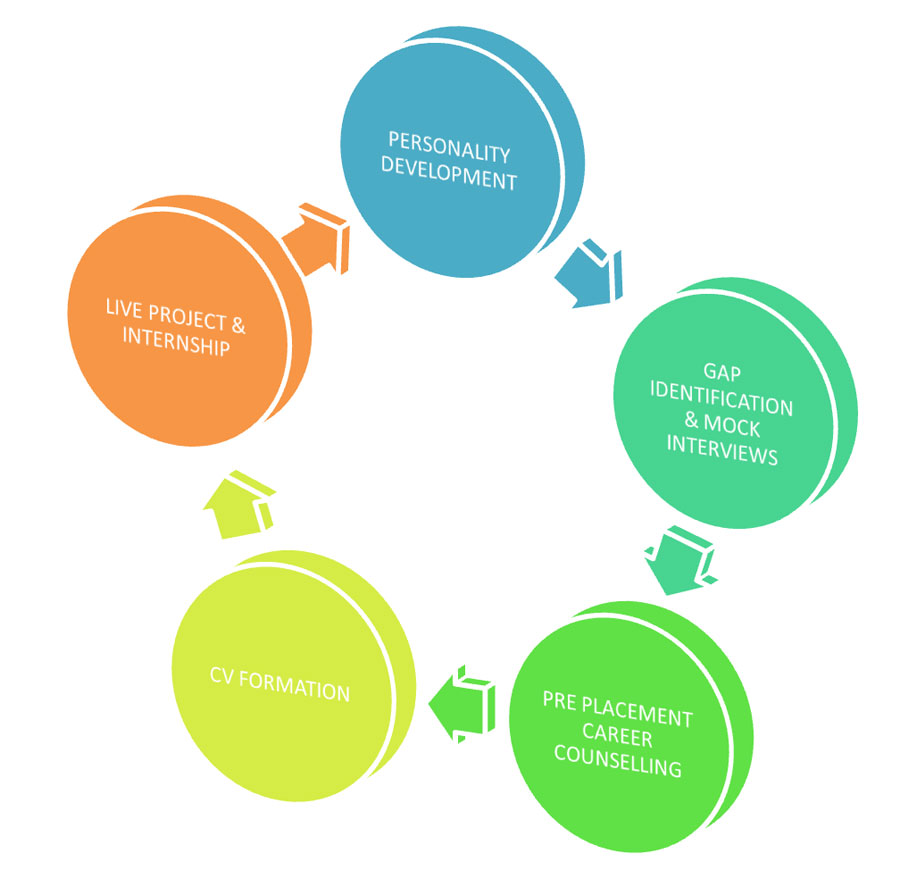 PERSONALITY
DEVELOPMENT
GAP
IDENTIFICATION
& MOCK
INTERVIEWS
PRE PLACEMENT
CAREER
COUNSELLING
CV FORMATION
LIVE PROJECT &
INTERNSHIP